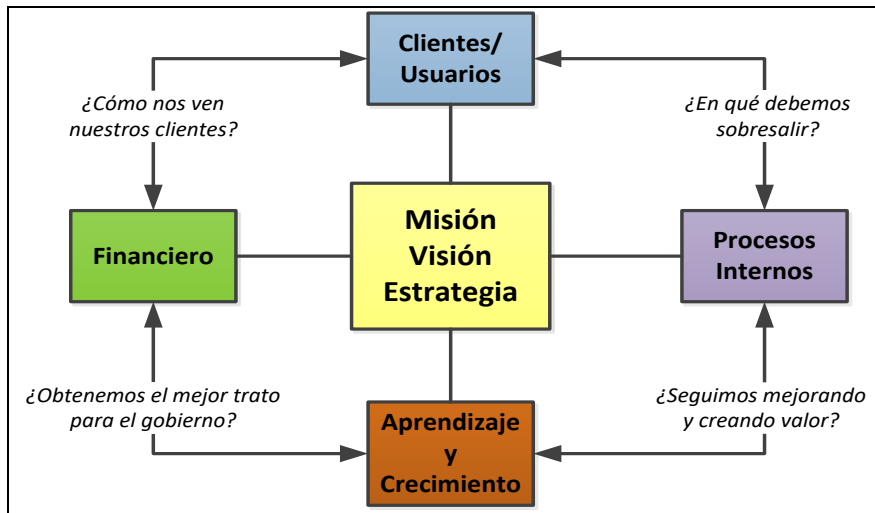 Clientes/
Usuarios
¿Cómo nos ven
nuestros clientes?
¿En qué debemos
sobresalir?
Financiero
Misión
Visión
Estrategia
Procesos
Internos
¿Obtenemos el mejor trato
para el gobierno?
Aprendizaje
y
Crecimiento
¿Seguimos mejorando
y creando valor?